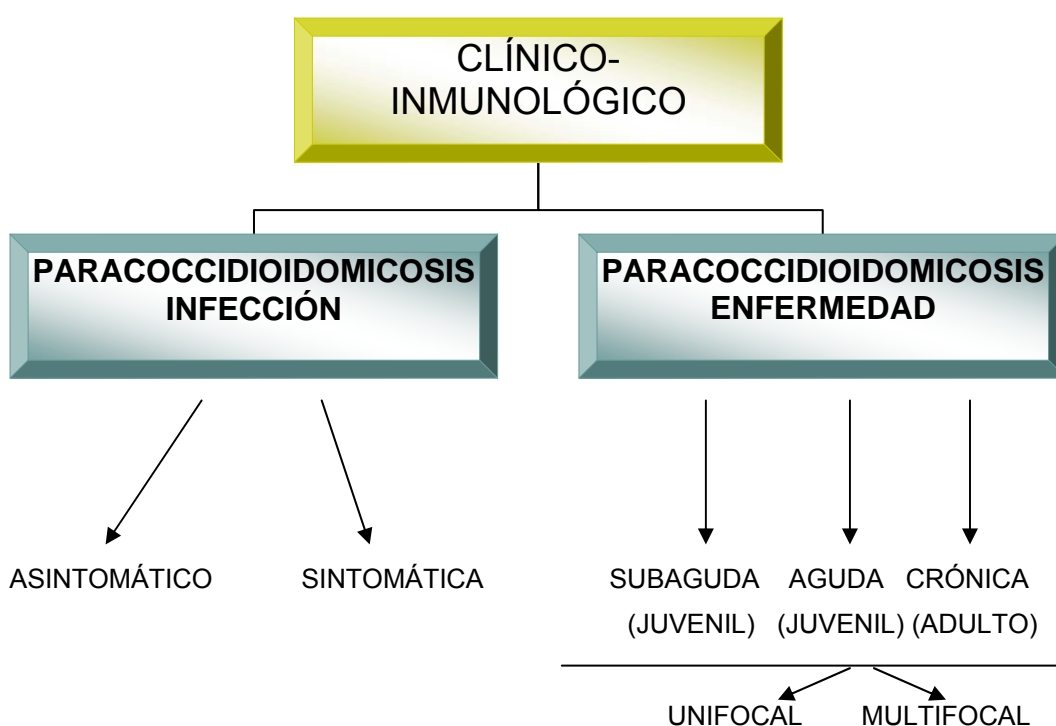 CLÍNICO-
INMUNOLÓGICO
PARACOCCIDIOIDOMICOSIS
INFECCIÓN
PARACOCCIDIOIDOMICOSIS
ENFERMEDAD
ASINTOMÁTICO
SINTOMÁTICA
SUBAGUDA AGUDA CRÓNICA
(JUVENIL) (JUVENIL) (ADULTO)
UNIFOCAL MULTIFOCAL